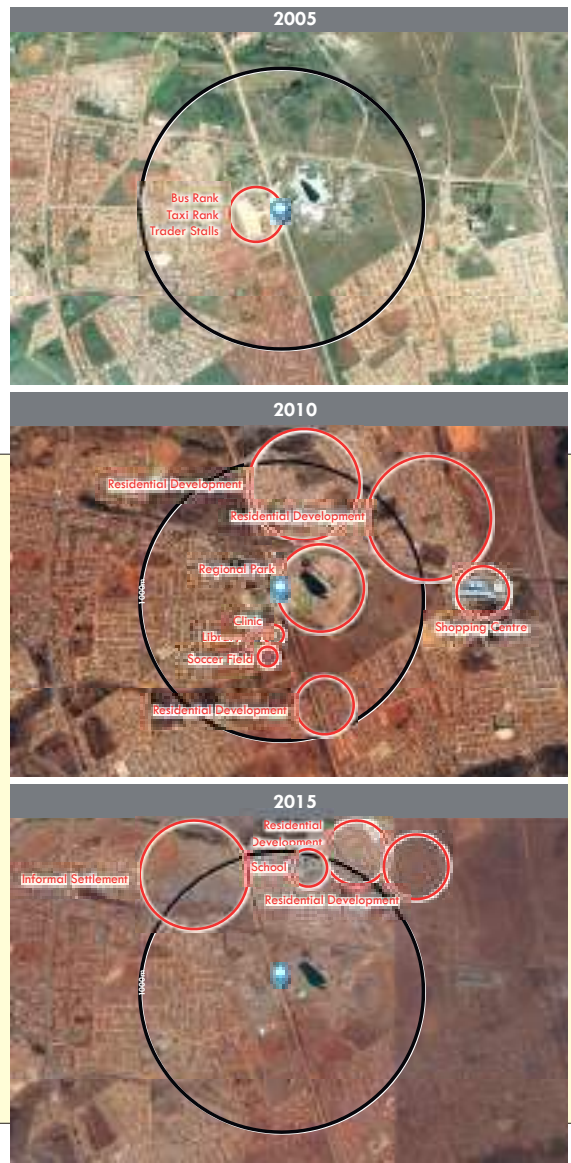 2005
Bus Rank
Taxi Rank
Trader Stalls
2010
Residential Development
Residential Development
Regional Park
1000m
Clinic
Library
Soccer Field
Shopping Centre
Residential Development
2015
Residential
Development
School
Informal Settlement
Residential Development
1000m